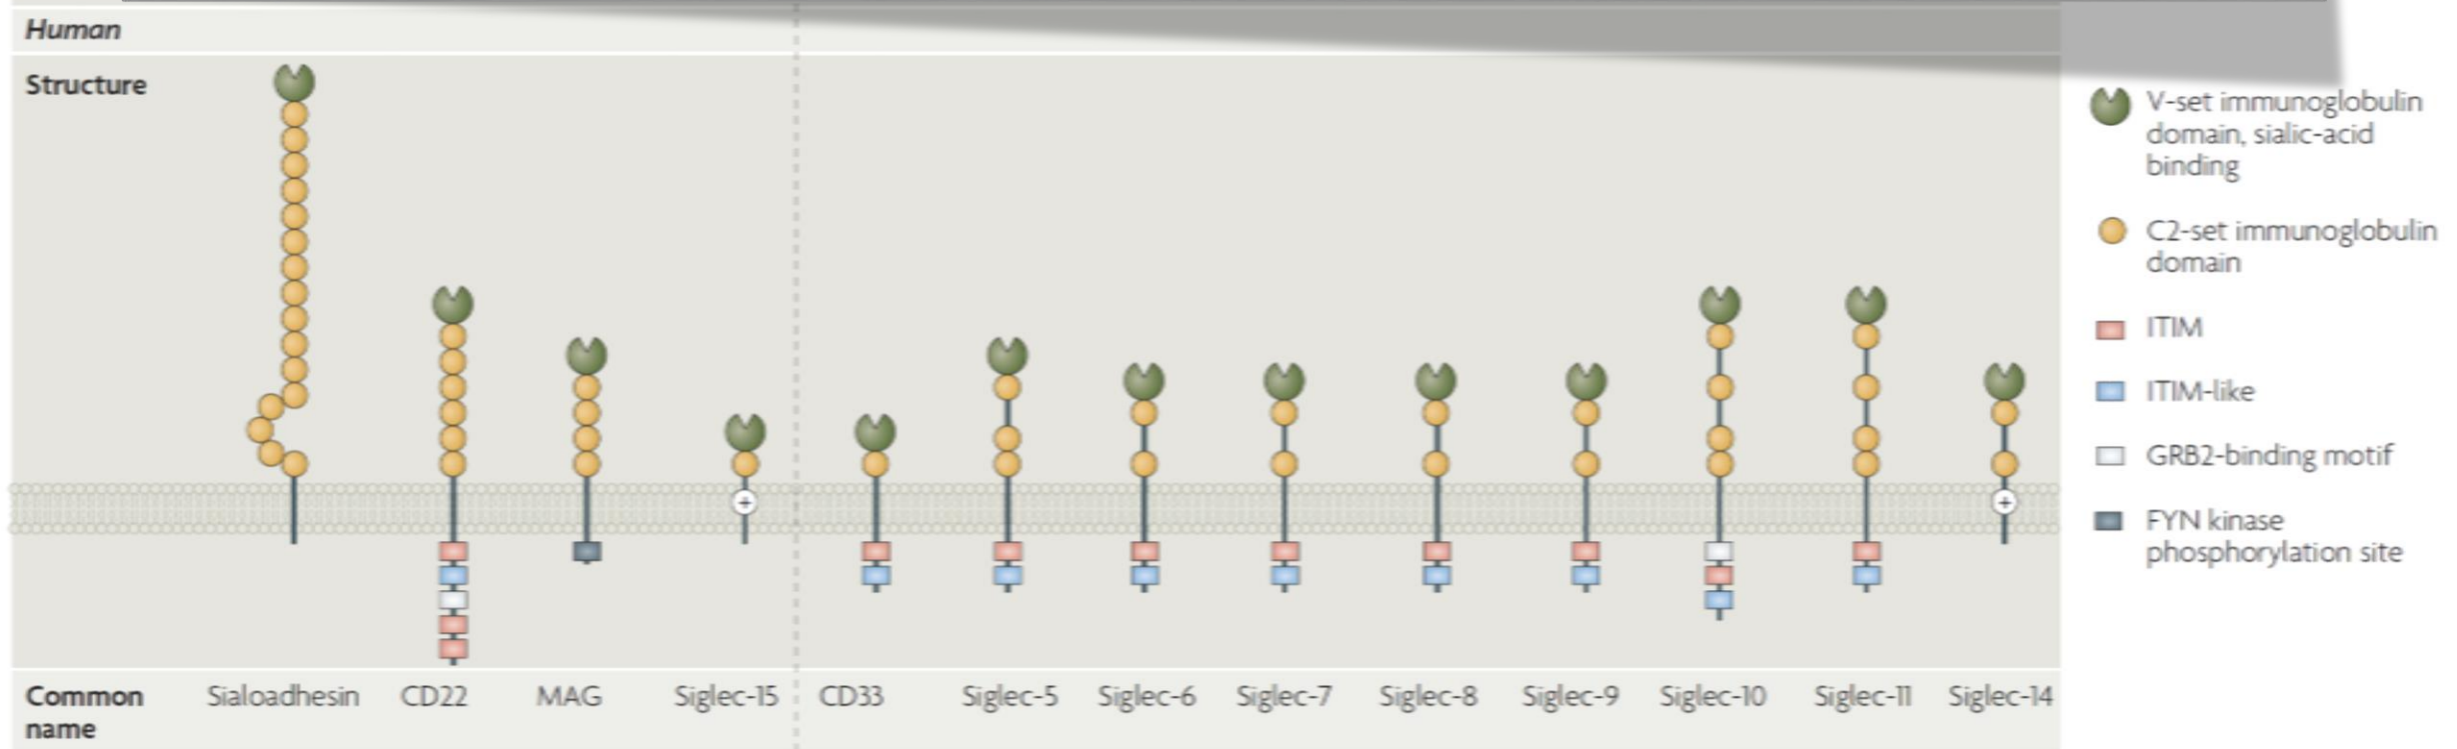 Human
Structure
V-set immunoglobulin
domain, sialic-acid
binding
C2-set immunoglobulin
domain
ITIM
ITIM-like
GRB2-binding motif
FYN kinase
phosphorylation site
+
+
Common
name
Sialoadhesin
CD22
MAG
Siglec-15
CD33
Siglec-5
Siglec-6
Siglec-7
Siglec-8
Siglec-9
Siglec-10
Siglec-11
Siglec-14